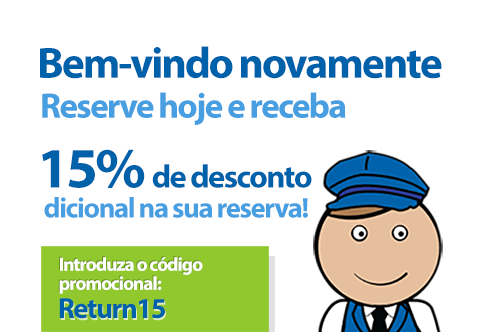 Bem-vindo novamente
Reserve hoje e receba
15% de desconto
dicional na sua reserva!
Introduza o código
promocional:
Return15